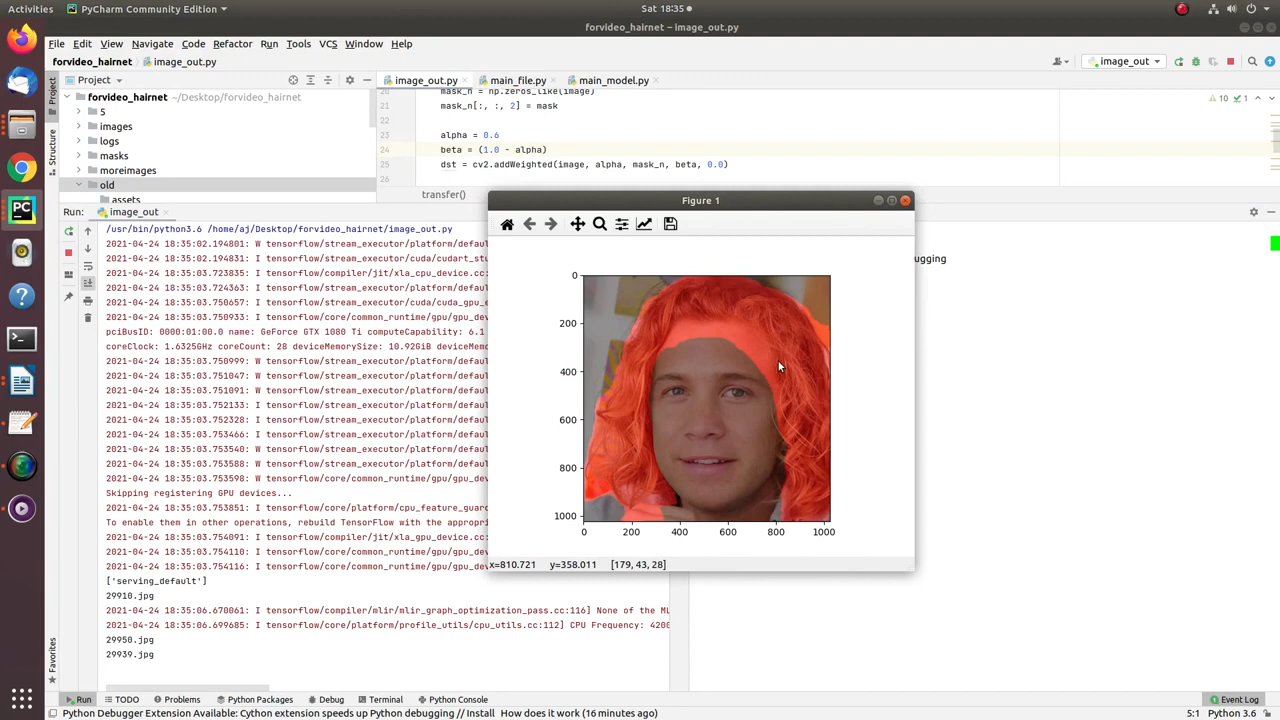 Activities
PyCharm Community Edition
Sat 18:35
forvideo_hairnet – image_out.py
File Edit View Navigate Code Refactor Run Tools VCS Window Help
forvideo_hairnet image_out.py
image_out
Project
image_out.py
main_file.py
main_model.py
Project
Structure
Favorites
forvideo_hairnet ~/Desktop/forvideo_hairnet
5
images
logs
masks
moreimages
old
assets
20 mask_n = np.zeros_like(image)
21 mask_n[:, :, 2] = mask
23 alpha = 0.6
24 beta = (1.0 - alpha)
25 dst = cv2.addWeighted(image, alpha, mask_n, beta, 0.0)
26
10 1
transfer()
Run: image_out
/usr/bin/python3.6 /home/aj/Desktop/forvideo_hairnet/image_out.py
2021-04-24 18:35:02.194801: W tensorflow/stream_executor/platform/defau
2021-04-24 18:35:02.194831: I tensorflow/stream_executor/cuda/cudart_stu
2021-04-24 18:35:03.723835: I tensorflow/compiler/jit/xla_cpu_device.cc:
2021-04-24 18:35:03.724363: I tensorflow/stream_executor/platform/defaul
2021-04-24 18:35:03.750657: I tensorflow/stream_executor/cuda/cuda_gpu_e
2021-04-24 18:35:03.750933: I tensorflow/core/common_runtime/gpu/gpu_dev
pciBusID: 0000:01:00.0 name: GeForce GTX 1080 Ti computeCapability: 6.1
coreClock: 1.6325GHz coreCount: 28 deviceMemorySize: 10.92GiB deviceMem
2021-04-24 18:35:03.750999: W tensorflow/stream_executor/platform/defaul
2021-04-24 18:35:03.751047: W tensorflow/stream_executor/platform/defaul
2021-04-24 18:35:03.751091: W tensorflow/stream_executor/platform/defaul
2021-04-24 18:35:03.752133: I tensorflow/stream_executor/platform/defaul
2021-04-24 18:35:03.752328: I tensorflow/stream_executor/platform/defaul
2021-04-24 18:35:03.753466: W tensorflow/stream_executor/platform/defaul
2021-04-24 18:35:03.753540: W tensorflow/stream_executor/platform/defaul
2021-04-24 18:35:03.753588: W tensorflow/stream_executor/platform/defaul
2021-04-24 18:35:03.753598: W tensorflow/core/common_runtime/gpu/gpu_dev
Skipping registering GPU devices...
2021-04-24 18:35:03.753851: I tensorflow/core/platform/cpu_feature_guar
To enable them in other operations, rebuild TensorFlow with the appropri
2021-04-24 18:35:03.754091: I tensorflow/compiler/jit/xla_gpu_device.cc:
2021-04-24 18:35:03.754110: I tensorflow/core/common_runtime/gpu/gpu_dev
2021-04-24 18:35:03.754116: I tensorflow/core/common_runtime/gpu/gpu_dev
['serving_default']
29910.jpg
2021-04-24 18:35:06.670061: I tensorflow/compiler/mlir/mlir_graph_optimization_pass.cc:116] None of the ML
2021-04-24 18:35:06.699685: I tensorflow/core/platform/profile_utils/cpu_utils.cc:112] CPU Frequency: 4200
29950.jpg
29939.jpg
ugging
Figure 1
0
200
400
600
800
1000
0 200 400 600 800 1000
x=810.721 y=358.011 [179, 43, 28]
Run TODO Problems Python Packages Debug Terminal Python Console Event Log
Python Debugger Extension Available: Cython extension speeds up Python debugging // Install How does it work (16 minutes ago)
5:1 Python 3.6